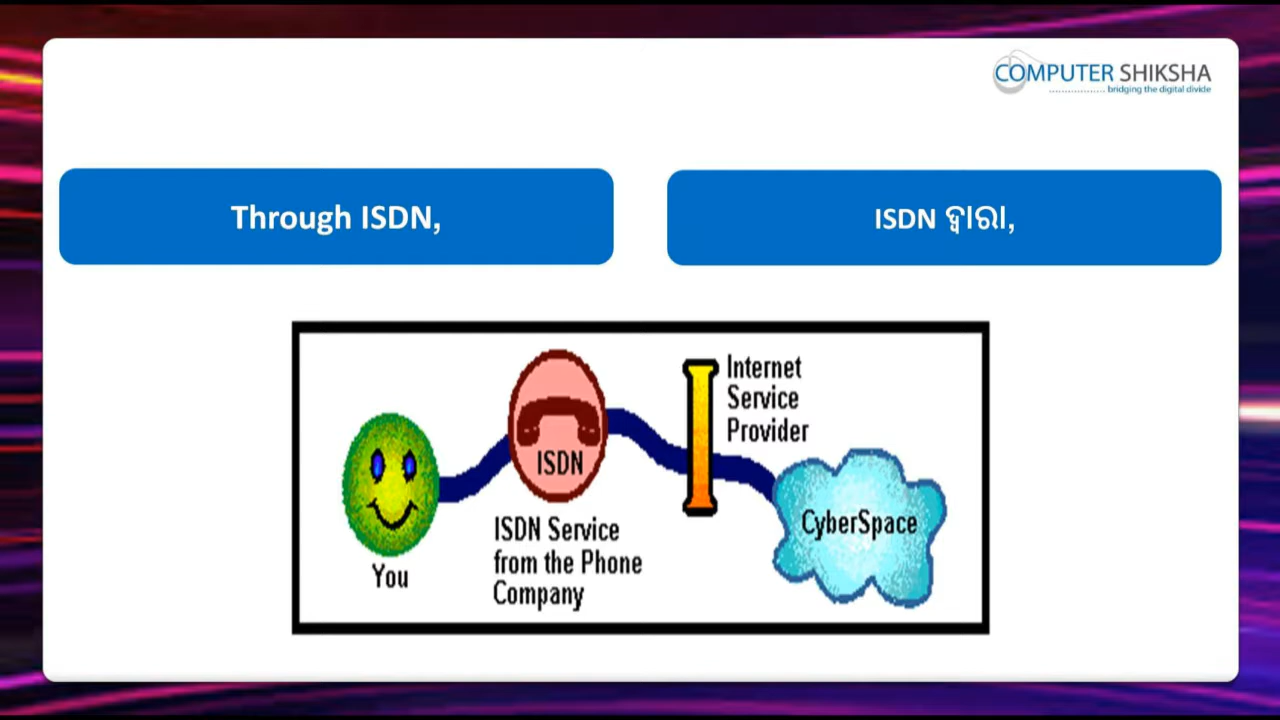 COMPUTER SHIKSHA
bridging the digital divide
Through ISDN,
ISDN ଦ୍ୱାରା,
Internet
Service
Provider
ISDN
CyberSpace
ISDN Service
from the Phone
Company
You